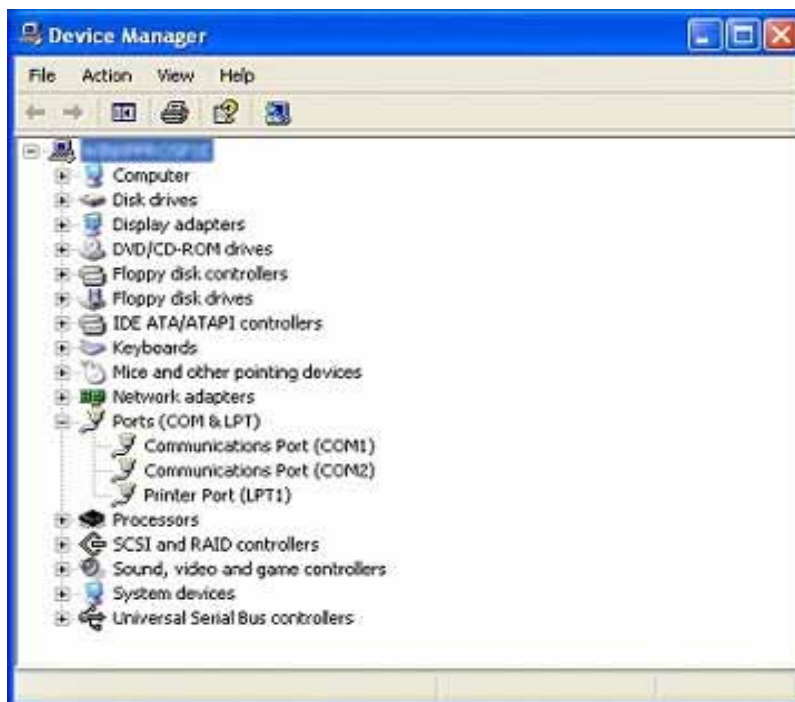 Device Manager
File Action View Help
Computer
Disk drives
Display adapters
DVD/CD-ROM drives
Floppy disk controllers
Floppy disk drives
IDE ATA/ATAPI controllers
Keyboards
Mice and other pointing devices
Network adapters
Ports (COM & LPT)
Communications Port (COM1)
Communications Port (COM2)
Printer Port (LPT1)
Processors
SCSI and RAID controllers
Sound, video and game controllers
System devices
Universal Serial Bus controllers